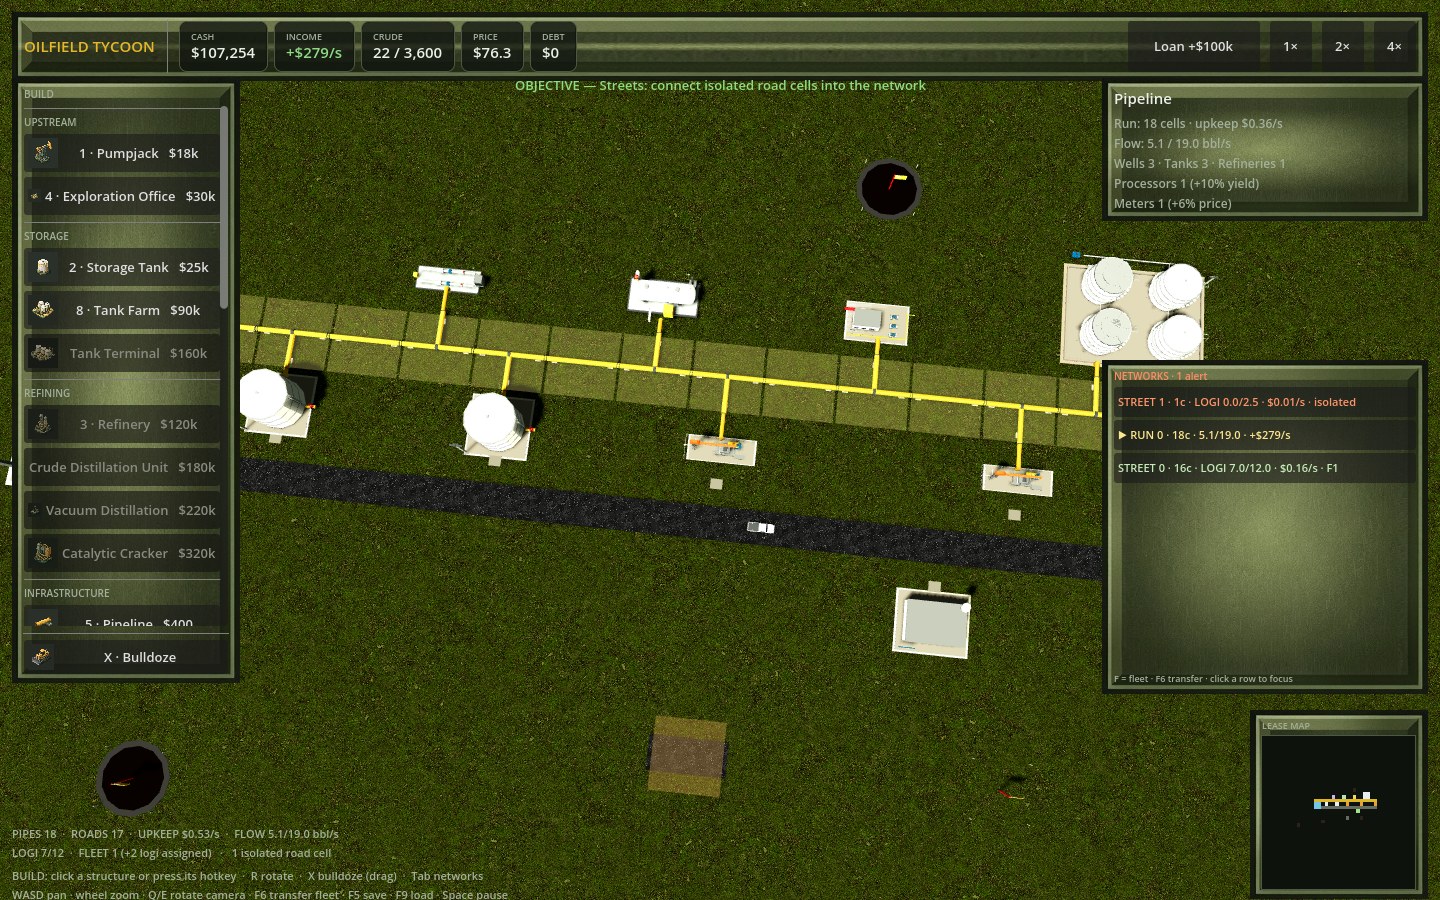 OILFIELD TYCOON
CASH
$107,254
INCOME
+$279/s
CRUDE
22 / 3,600
PRICE
$76.3
DEBT
$0
Loan +$100k
1×
2×
4×
OBJECTIVE — Streets: connect isolated road cells into the network
BUILD
UPSTREAM
1 · Pumpjack $18k
4 · Exploration Office $30k
STORAGE
2 · Storage Tank $25k
8 · Tank Farm $90k
Tank Terminal $160k
REFINING
3 · Refinery $120k
Crude Distillation Unit $180k
Vacuum Distillation $220k
Catalytic Cracker $320k
INFRASTRUCTURE
5 · Pipeline $400
X · Bulldoze
Pipeline
Run: 18 cells · upkeep $0.36/s
Flow: 5.1 / 19.0 bbl/s
Wells 3 · Tanks 3 · Refineries 1
Processors 1 (+10% yield)
Meters 1 (+6% price)
NETWORKS · 1 alert
STREET 1 · 1c · LOGI 0.0/2.5 · $0.01/s · isolated
▶ RUN 0 · 18c · 5.1/19.0 · +$279/s
STREET 0 · 16c · LOGI 7.0/12.0 · $0.16/s · F1
F = fleet · F6 transfer · click a row to focus
LEASE MAP
PIPES 18 · ROADS 17 · UPKEEP $0.53/s · FLOW 5.1/19.0 bbl/s
LOGI 7/12 · FLEET 1 (+2 logi assigned) · 1 isolated road cell
BUILD: click a structure or press its hotkey · R rotate · X bulldoze (drag) · Tab networks
WASD pan · wheel zoom · Q/E rotate camera · F6 transfer fleet · F5 save · F9 load · Space pause